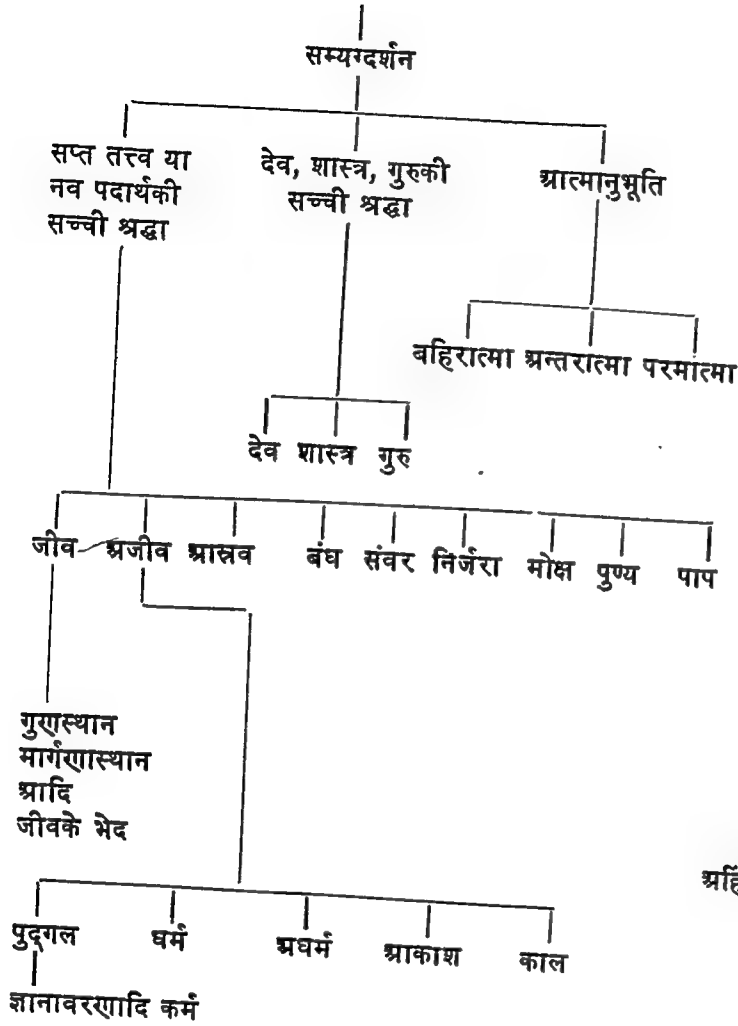 सम्यग्दर्शन
सप्त तत्त्व या
नव पदार्थकी
सच्ची श्रद्धा
देव, शास्त्र, गुरुकी
सच्ची श्रद्धा
आत्मानुभूति
बहिरात्मा अन्तरात्मा परमात्मा
देव शास्त्र गुरु
जीव अजीव आस्रव बंध संवर निर्जरा मोक्ष पुण्य पाप
गुणस्थान
मार्गणास्थान
आदि
जीवके भेद
पुद्गल धर्म अधर्म आकाश काल
ज्ञानावरणादि कर्म